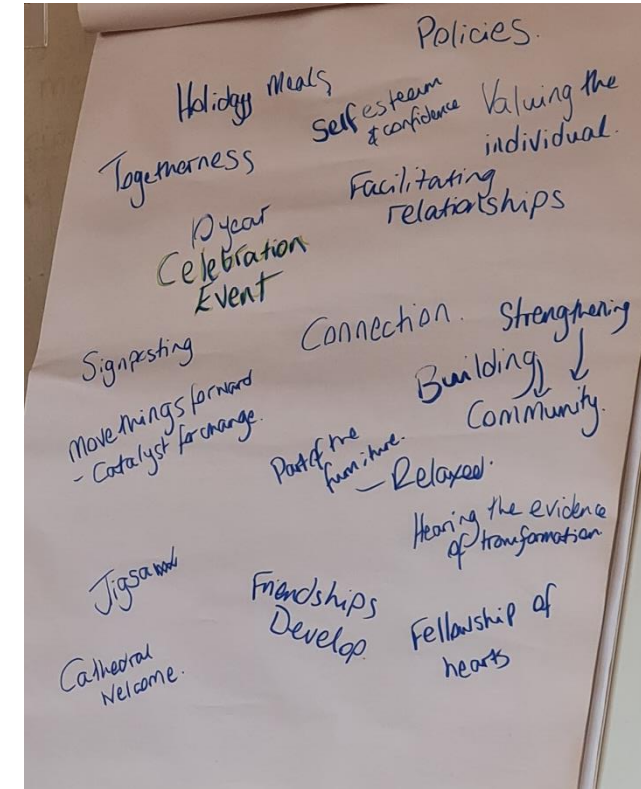 Policies.
Holiday Meals
Self esteem
& confidence
Valuing the
individual.
Togetherness
Facilitating
relationships
10 year
Celebration
Event
Connection.
Strengthening
Signposting
Building
Community.
Move things forward
- Catalyst for change.
Part of the
furniture.
- Relaxed.
Hearing the evidence
of transformation
Jigsaw
Friendships
Develop
Fellowship of
hearts
Cathedral
Welcome.